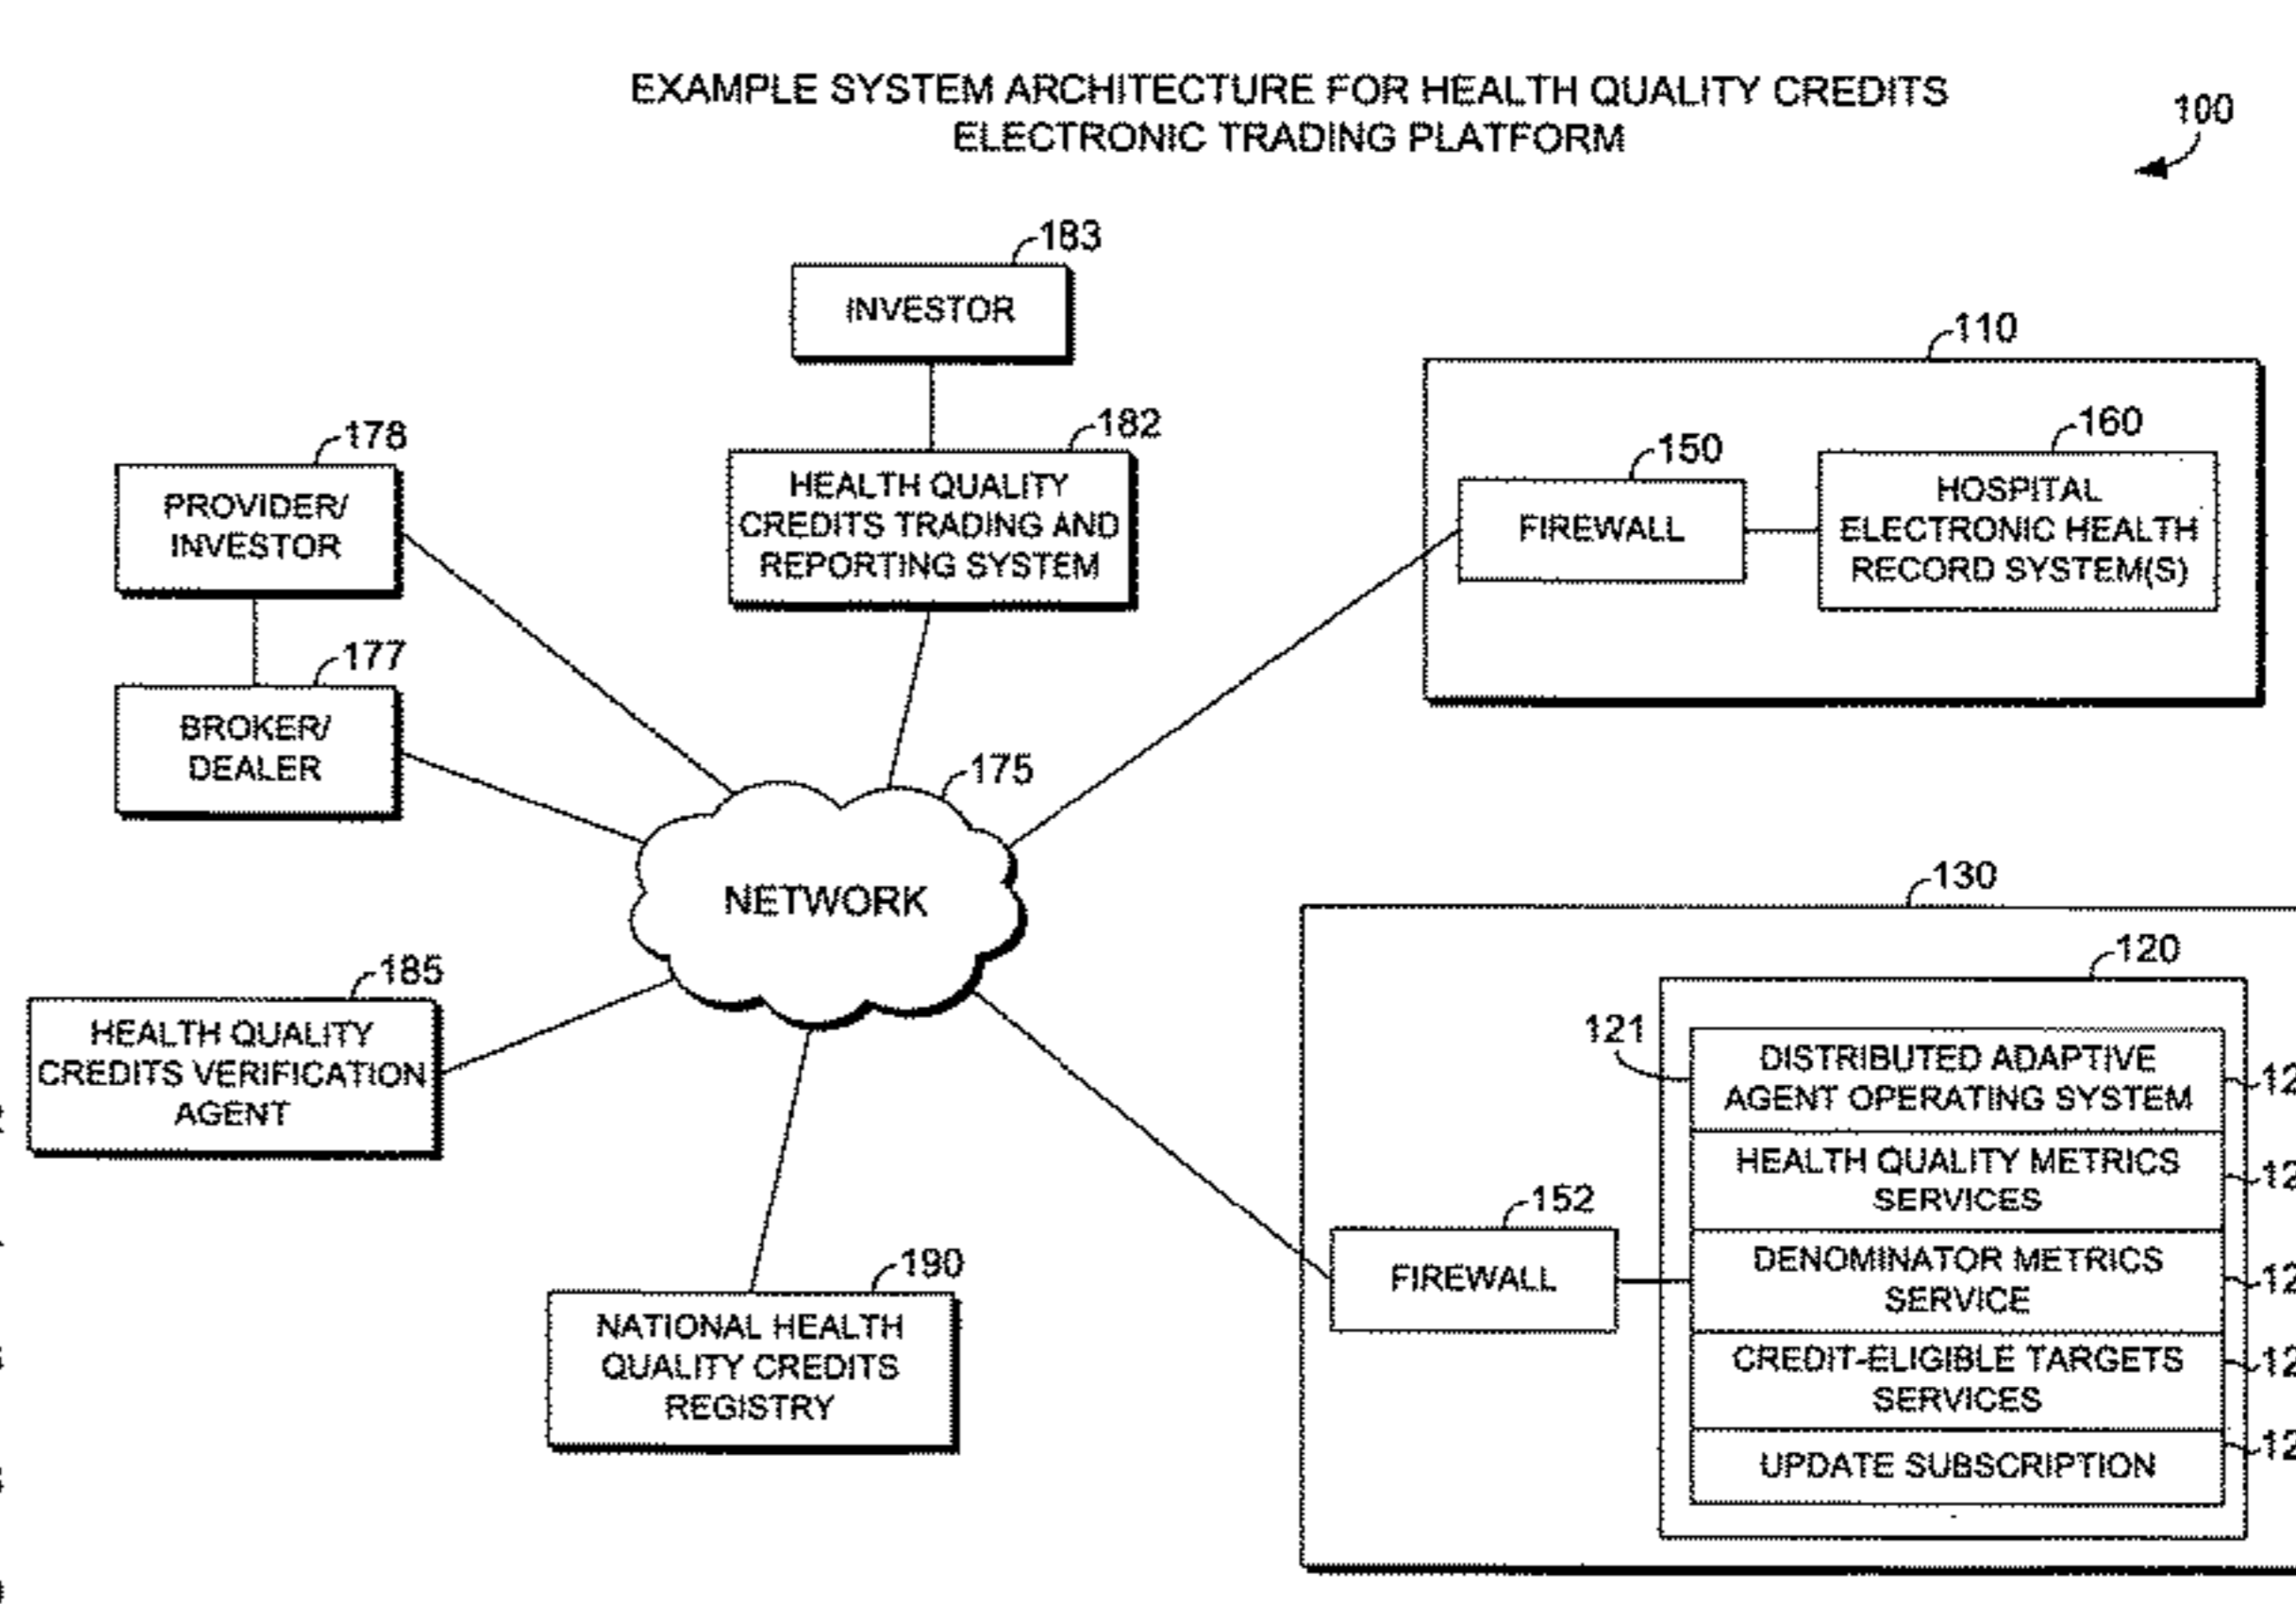 EXAMPLE SYSTEM ARCHITECTURE FOR HEALTH QUALITY CREDITS
ELECTRONIC TRADING PLATFORM
100
183
INVESTOR
182
HEALTH QUALITY
CREDITS TRADING AND
REPORTING SYSTEM
178
PROVIDER/
INVESTOR
177
BROKER/
DEALER
110
150
FIREWALL
160
HOSPITAL
ELECTRONIC HEALTH
RECORD SYSTEM(S)
175
NETWORK
185
HEALTH QUALITY
CREDITS VERIFICATION
AGENT
190
NATIONAL HEALTH
QUALITY CREDITS
REGISTRY
130
152
FIREWALL
120
121
DISTRIBUTED ADAPTIVE
AGENT OPERATING SYSTEM
HEALTH QUALITY METRICS
SERVICES
DENOMINATOR METRICS
SERVICE
CREDIT-ELIGIBLE TARGETS
SERVICES
UPDATE SUBSCRIPTION